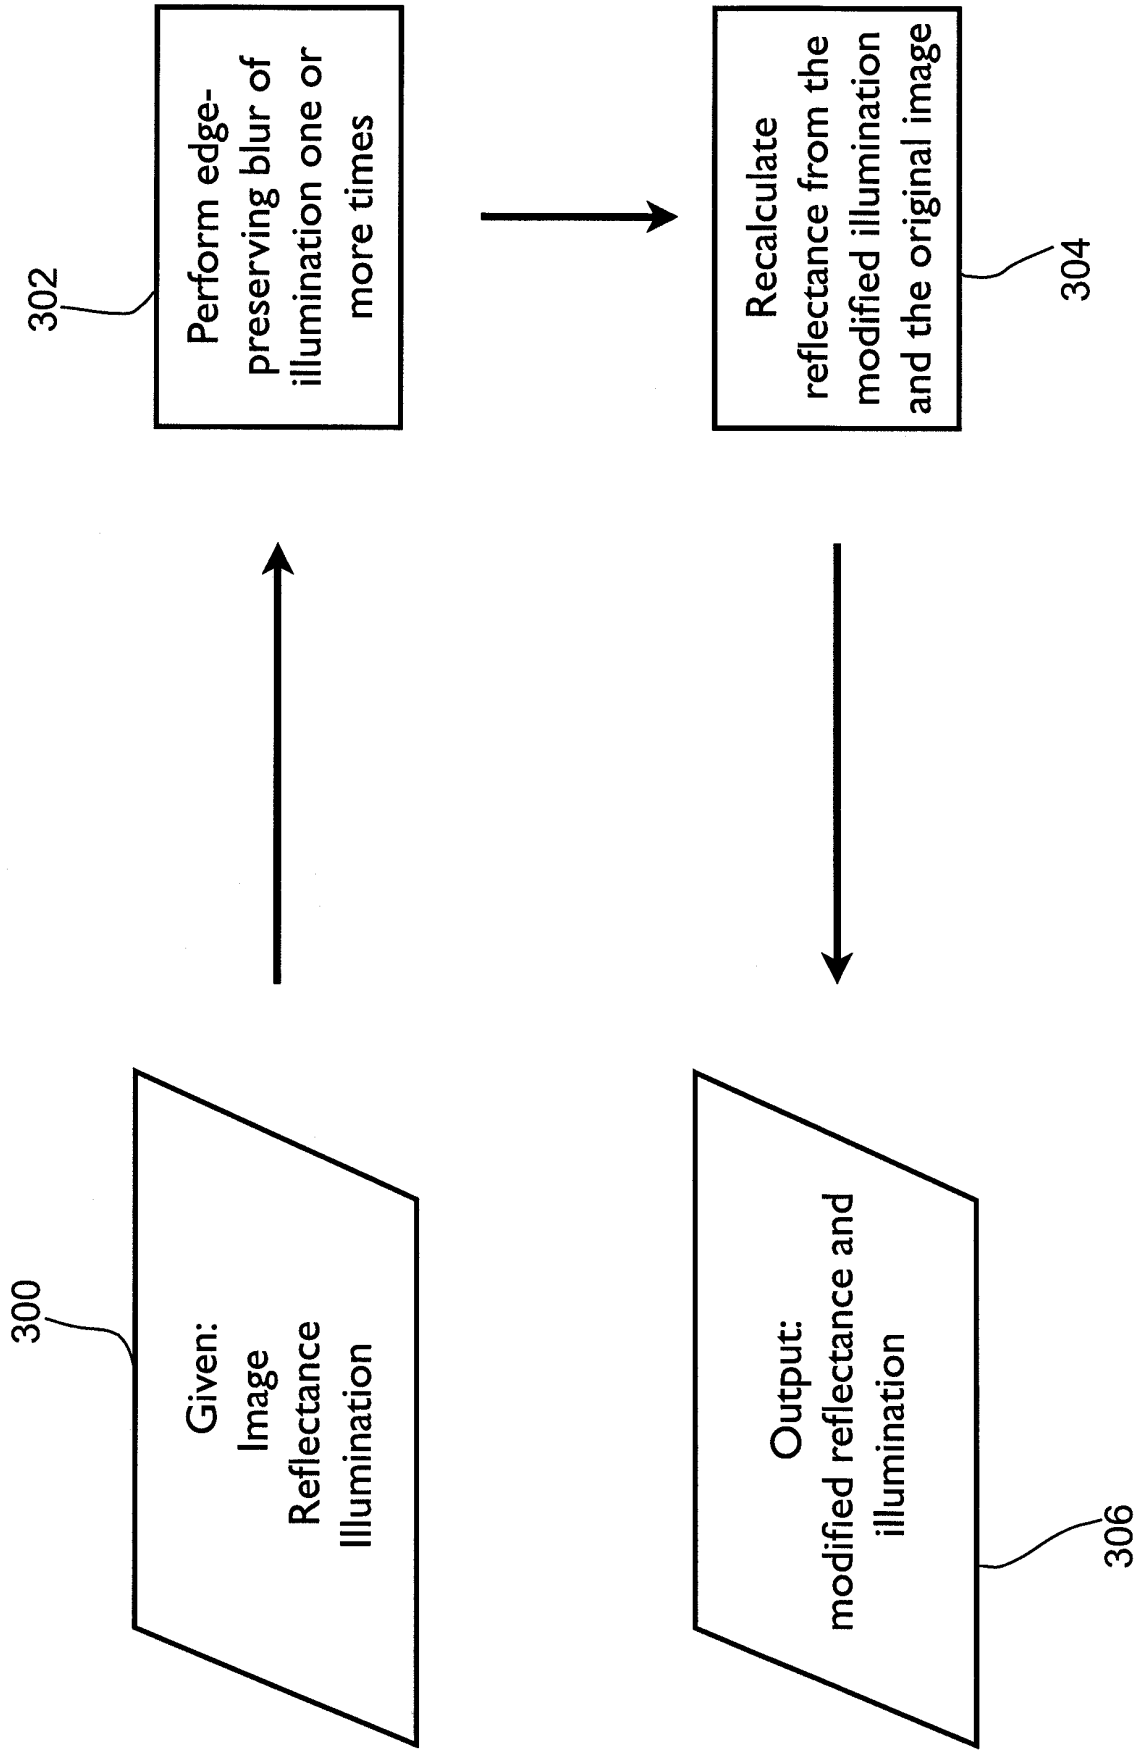 300
Given:
Image
Reflectance
Illumination
302
Perform edge-
preserving blur of
illumination one or
more times
Recalculate
reflectance from the
modified illumination
and the original image
304
Output:
modified reflectance and
illumination
306